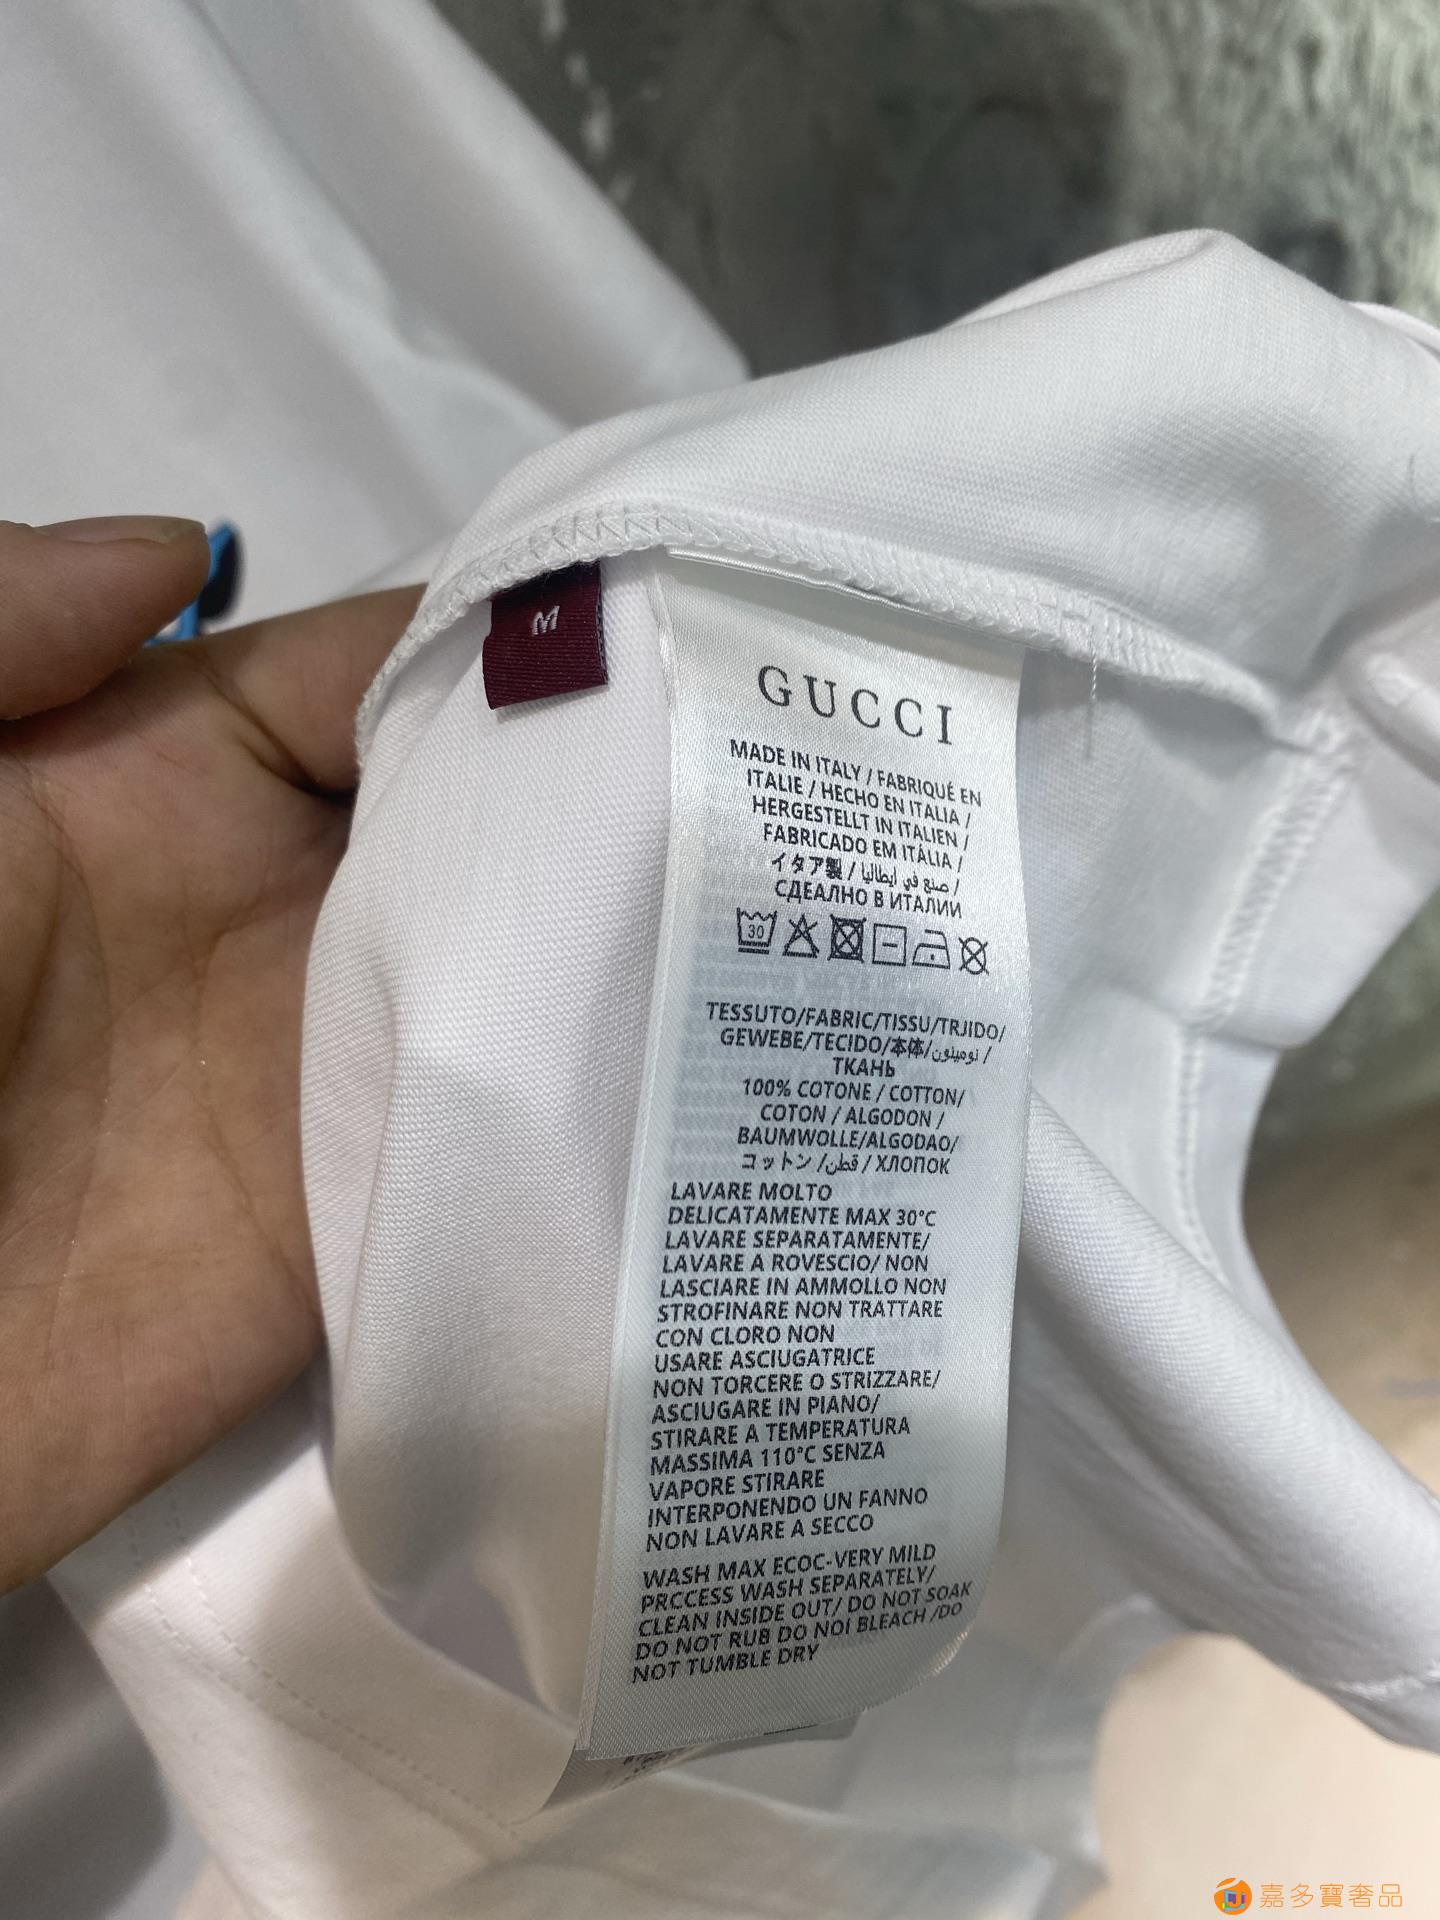 M
GUCCI
MADE IN ITALY / FABRIQUÉ EN
ITALIE / HECHO EN ITALIA /
HERGESTELLT IN ITALIEN /
FABRICADO EM ITÁLIA /
イタア製 / صنع في إيطاليا /
СДЕАЛНО В ИТАЛИИ
30
TESSUTO/FABRIC/TISSU/TRJIDO/
GEWEBE/TECIDO/本体/نومينون /
ТКАНЬ
100% COTONE / COTTON/
COTON / ALGODON /
BAUMWOLLE/ALGODAO/
コットン /قطن / ХЛОПОК
LAVARE MOLTO
DELICATAMENTE MAX 30°C
LAVARE SEPARATAMENTE/
LAVARE A ROVESCIO/ NON
LASCIARE IN AMMOLLO NON
STROFINARE NON TRATTARE
CON CLORO NON
USARE ASCIUGATRICE
NON TORCERE O STRIZZARE/
ASCIUGARE IN PIANO/
STIRARE A TEMPERATURA
MASSIMA 110°C SENZA
VAPORE STIRARE
INTERPONENDO UN FANNO
NON LAVARE A SECCO
WASH MAX ECOC-VERY MILD
PRCCESS WASH SEPARATELY/
CLEAN INSIDE OUT/ DO NOT SOAK
DO NOT RUB DO NOI BLEACH /DO
NOT TUMBLE DRY
嘉多寶奢品